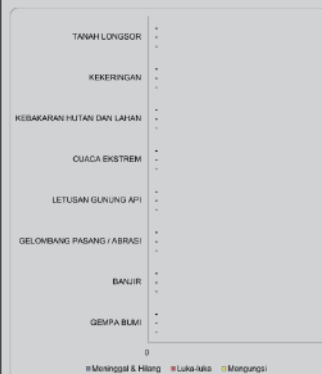 TANAH LONGSOR
KEKERINGAN
KEBAKARAN HUTAN DAN LAHAN
CUACA EKSTREM
LETUSAN GUNUNG API
GELOMBANG PASANG / ABRASI
BANJIR
GEMPA BUMI
0
Meninggal & Hilang Luka-luka Mengungsi